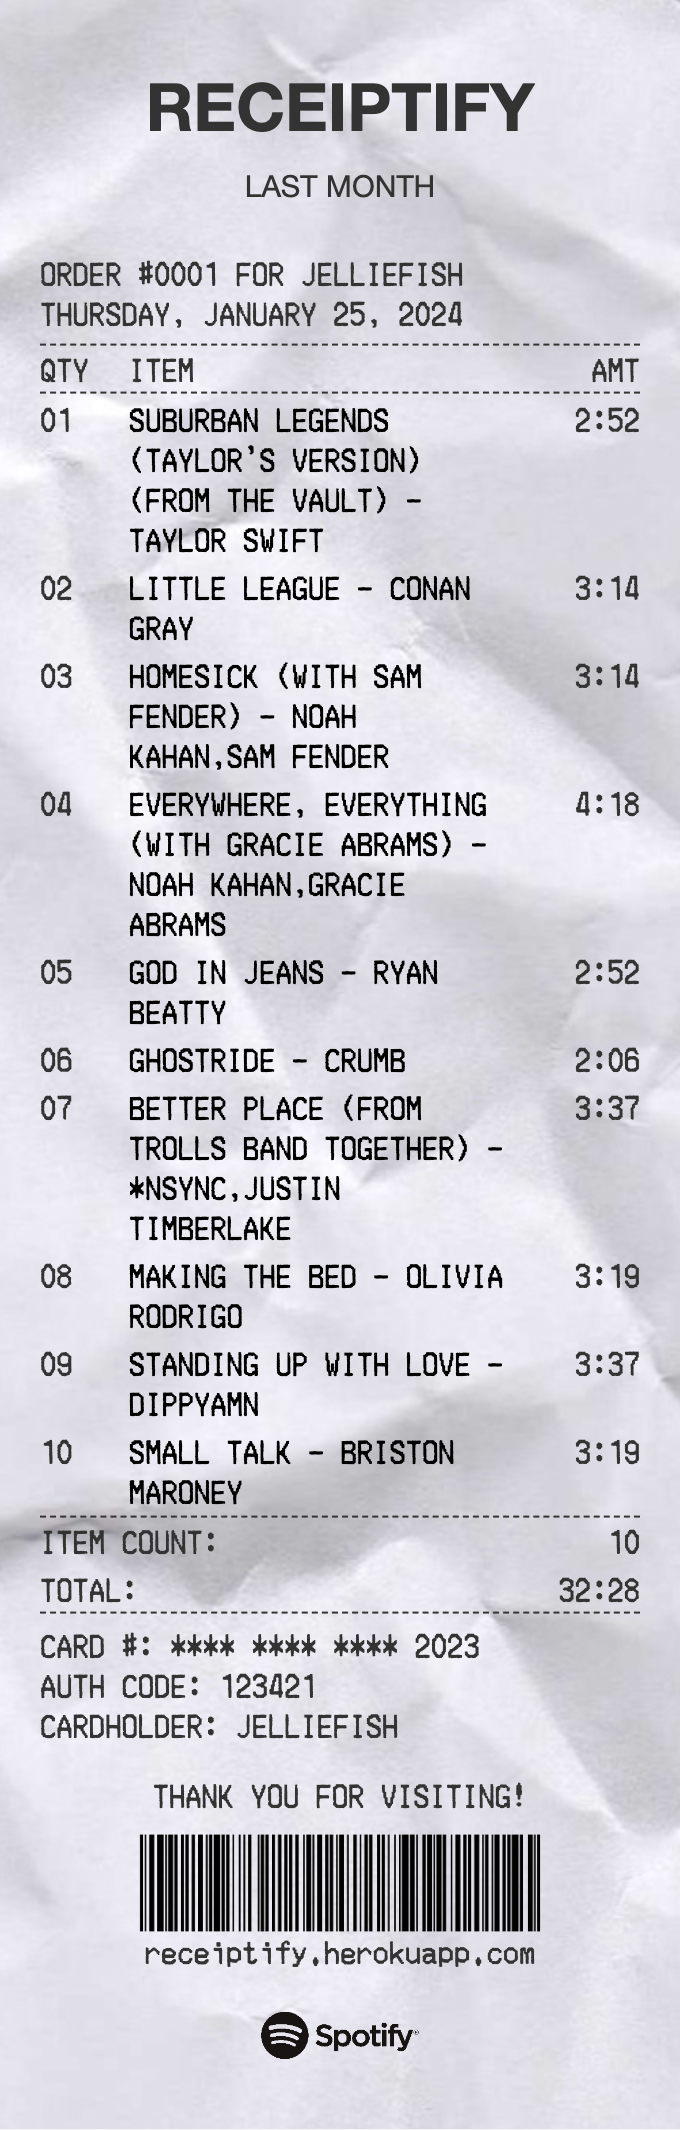 RECEIPTIFY
LAST MONTH
ORDER #0001 FOR JELLIEFISH
THURSDAY, JANUARY 25, 2024
QTY ITEM AMT
01 SUBURBAN LEGENDS 2:52
(TAYLOR'S VERSION)
(FROM THE VAULT) -
TAYLOR SWIFT
02 LITTLE LEAGUE - CONAN 3:14
GRAY
03 HOMESICK (WITH SAM 3:14
FENDER) - NOAH
KAHAN,SAM FENDER
04 EVERYWHERE, EVERYTHING 4:18
(WITH GRACIE ABRAMS) -
NOAH KAHAN,GRACIE
ABRAMS
05 GOD IN JEANS - RYAN 2:52
BEATTY
06 GHOSTRIDE - CRUMB 2:06
07 BETTER PLACE (FROM 3:37
TROLLS BAND TOGETHER) -
*NSYNC,JUSTIN
TIMBERLAKE
08 MAKING THE BED - OLIVIA 3:19
RODRIGO
09 STANDING UP WITH LOVE - 3:37
DIPPYAMN
10 SMALL TALK - BRISTON 3:19
MARONEY
ITEM COUNT: 10
TOTAL: 32:28
CARD #: **** **** **** 2023
AUTH CODE: 123421
CARDHOLDER: JELLIEFISH
THANK YOU FOR VISITING!
receiptify.herokuapp.com
Spotify